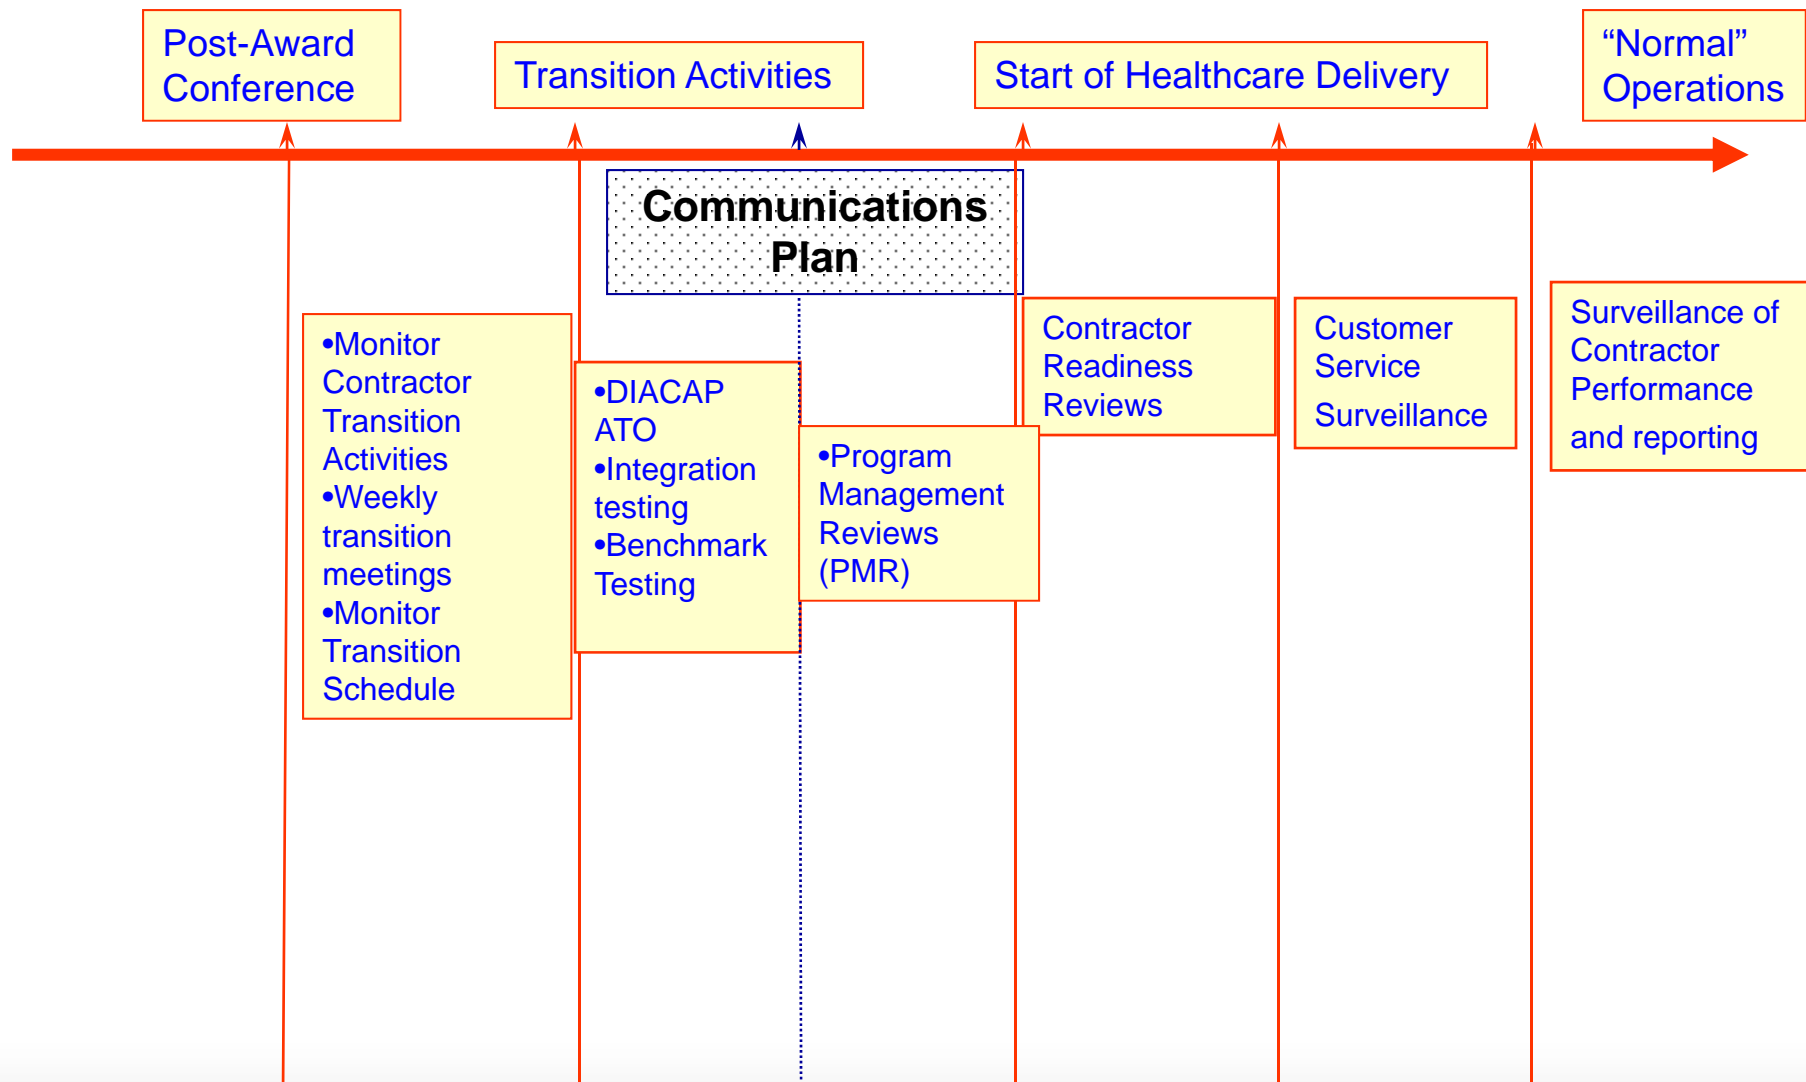 Post-Award
Conference
Transition Activities
Start of Healthcare Delivery
“Normal”
Operations
Communications
Plan
•Monitor
Contractor
Transition
Activities
•Weekly
transition
meetings
•Monitor
Transition
Schedule
•DIACAP
ATO
•Integration
testing
•Benchmark
Testing
•Program
Management
Reviews
(PMR)
Contractor
Readiness
Reviews
Customer
Service
Surveillance
Surveillance of
Contractor
Performance
and reporting